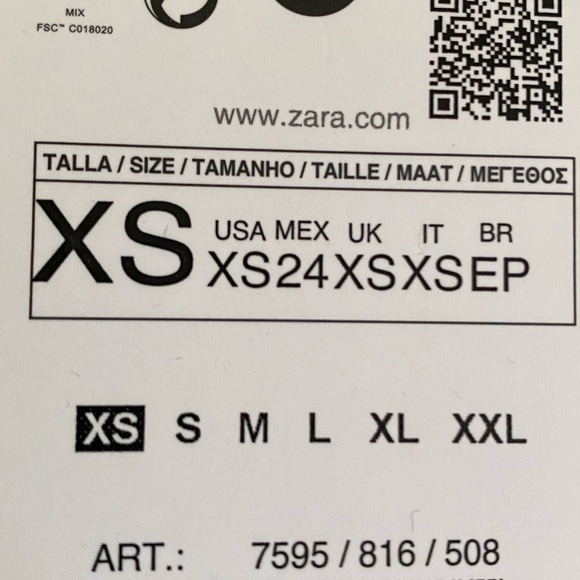 MIX
FSC™ C018020
www.zara.com
TALLA / SIZE / TAMANHO / TAILLE / MAAT / ΜΕΓΕΘΟΣ
XS
USA MEX UK IT BR
XS 24 XS XS EP
XS S M L XL XXL
ART.: 7595 / 816 / 508